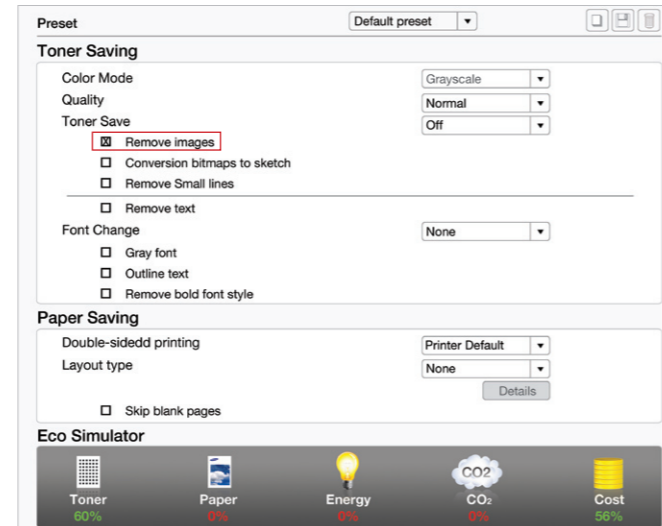 Preset Default preset
Toner Saving
Color Mode Grayscale
Quality Normal
Toner Save Off
Remove images
Conversion bitmaps to sketch
Remove Small lines
Remove text
Font Change None
Gray font
Outline text
Remove bold font style
Paper Saving
Double-sidedd printing Printer Default
Layout type None
Details
Skip blank pages
Eco Simulator
CO2
Toner Paper Energy CO₂ Cost
60% 0% 0% 0% 56%